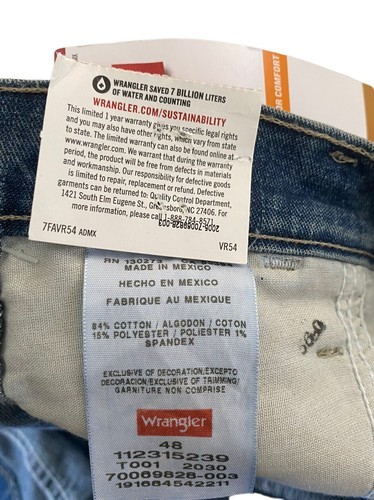 OR COMFORT
WRANGLER SAVED 7 BILLION LITERS
OF WATER AND COUNTING
WRANGLER.COM/SUSTAINABILITY
This limited 1 year warranty gives you specific legal rights
and you may also have other rights, which vary from state
to state. The limited warranty can also be found online at
www.wrangler.com. We warrant that during the warranty
period, the product will be free from defects in materials
and workmanship. Our responsibility for defective goods
is limited to repair, replacement or refund. Defective
garments can be returned to: Quality Control Department,
1421 South Elm Eugene St., Greensboro, NC 27406. For
more information, please call 1-888-784-8571.
7FAVR54 ADMX
VR54
RN 130273
MADE IN MEXICO
HECHO EN MEXICO
FABRIQUE AU MEXIQUE
84% COTTON / ALGODON / COTON
15% POLYESTER / POLIESTER 1%
SPANDEX
EXCLUSIVE OF DECORATION/EXCEPTO
DECORACION/EXCLUSIVE OF TRIMMING/
GARNITURE NON COMPRISE
Wrangler
48
112315239
T001 2030
70069828-003